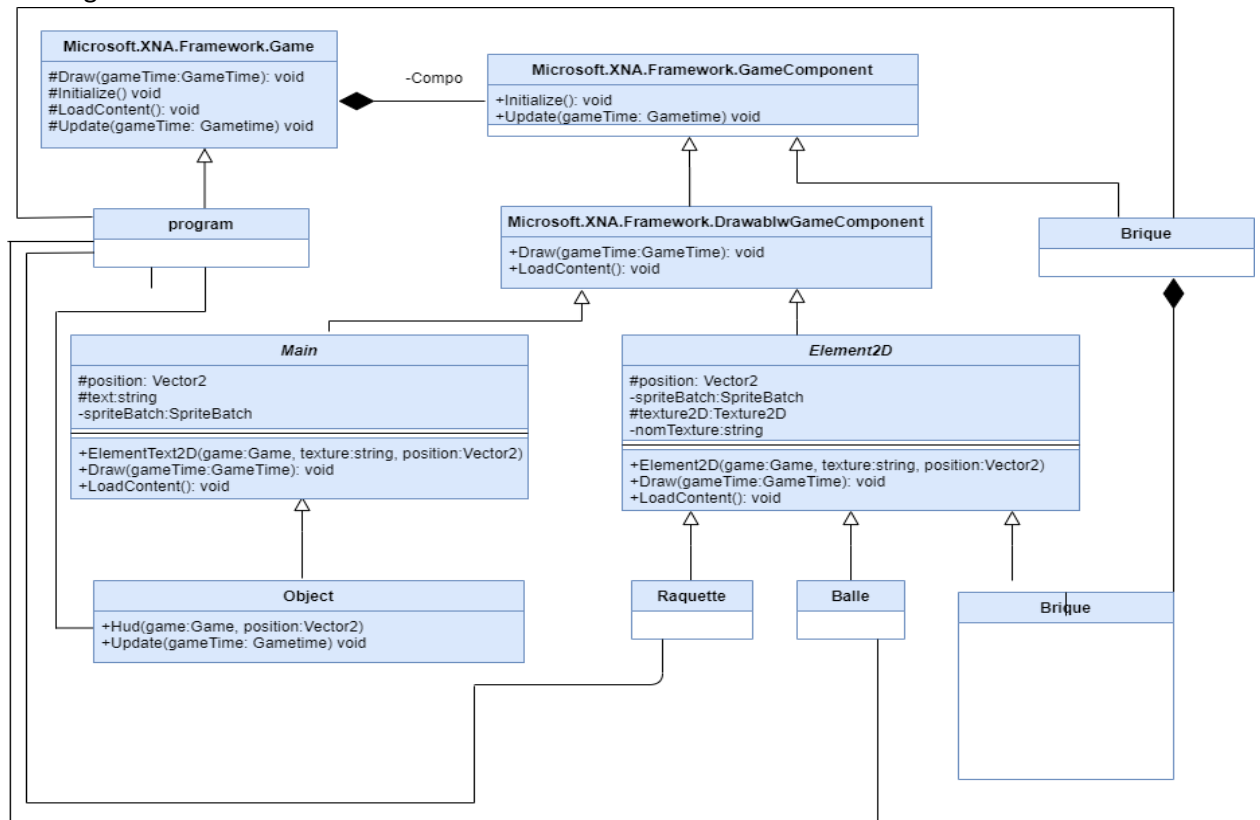 Microsoft.XNA.Framework.Game
#Draw(gameTime:GameTime): void
#Initialize() void
#LoadContent(): void
#Update(gameTime: Gametime) void
-Compo
Microsoft.XNA.Framework.GameComponent
+Initialize(): void
+Update(gameTime: Gametime) void
program
Microsoft.XNA.Framework.DrawablwGameComponent
+Draw(gameTime:GameTime): void
+LoadContent(): void
Brique
Main
#position: Vector2
#text:string
-spriteBatch:SpriteBatch
+ElementText2D(game:Game, texture:string, position:Vector2)
+Draw(gameTime:GameTime): void
+LoadContent(): void
Element2D
#position: Vector2
-spriteBatch:SpriteBatch
#texture2D:Texture2D
-nomTexture:string
+Element2D(game:Game, texture:string, position:Vector2)
+Draw(gameTime:GameTime): void
+LoadContent(): void
Object
+Hud(game:Game, position:Vector2)
+Update(gameTime: Gametime) void
Raquette
Balle
Brique